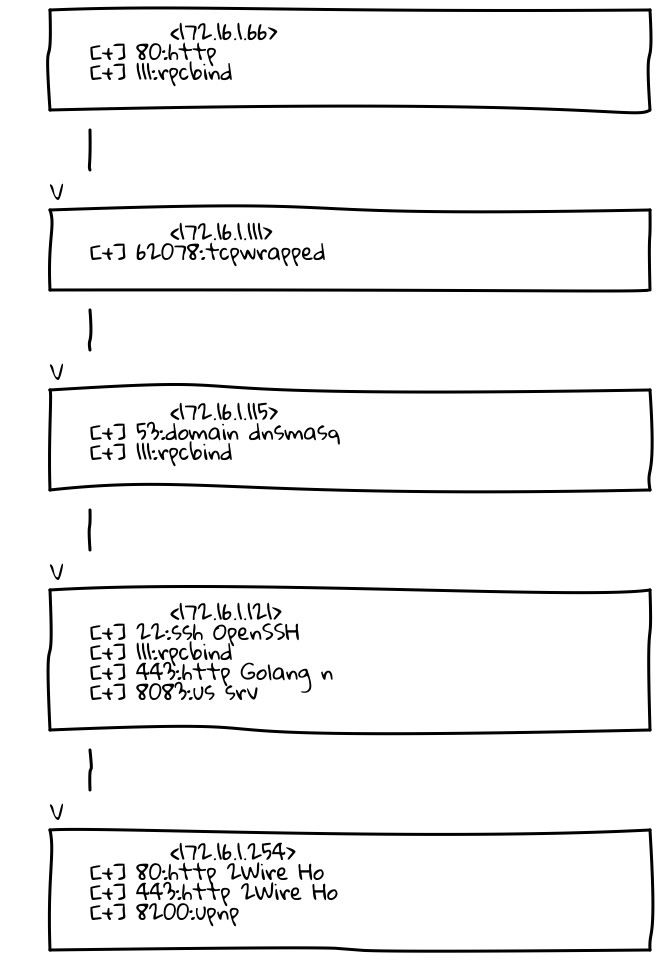 <172.16.1.66>
[+] 80:http
[+] 111:rpcbind
V
<172.16.1.111>
[+] 62078:tcpwrapped
V
<172.16.1.115>
[+] 53:domain dnsmasq
[+] 111:rpcbind
V
<172.16.1.121>
[+] 22:ssh OpenSSH
[+] 111:rpcbind
[+] 443:http Golang n
[+] 8083:us srv
V
<172.16.1.254>
[+] 80:http 2Wire Ho
[+] 443:http 2Wire Ho
[+] 8200:upnp